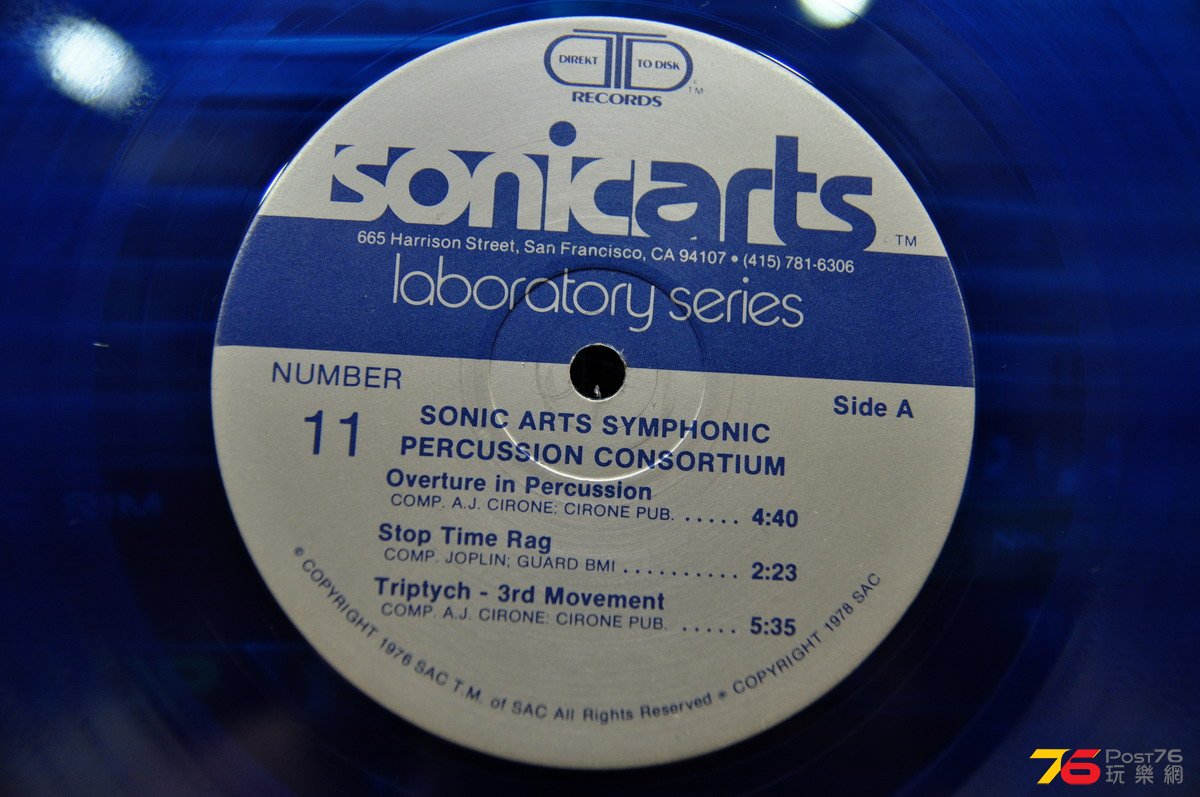 DIREKT TO DISK
TM
RECORDS
sonicarts TM
665 Harrison Street, San Francisco, CA 94107 • (415) 781-6306
laboratory series
NUMBER
11
Side A
SONIC ARTS SYMPHONIC
PERCUSSION CONSORTIUM
Overture in Percussion
COMP. A.J. CIRONE: CIRONE PUB. ..... 4:40
Stop Time Rag
COMP. JOPLIN; GUARD BMI .......... 2:23
Triptych - 3rd Movement
COMP. A.J. CIRONE: CIRONE PUB. ..... 5:35
© COPYRIGHT 1976 SAC T.M. of SAC All Rights Reserved ® COPYRIGHT 1978 SAC
76 Post76
玩樂網